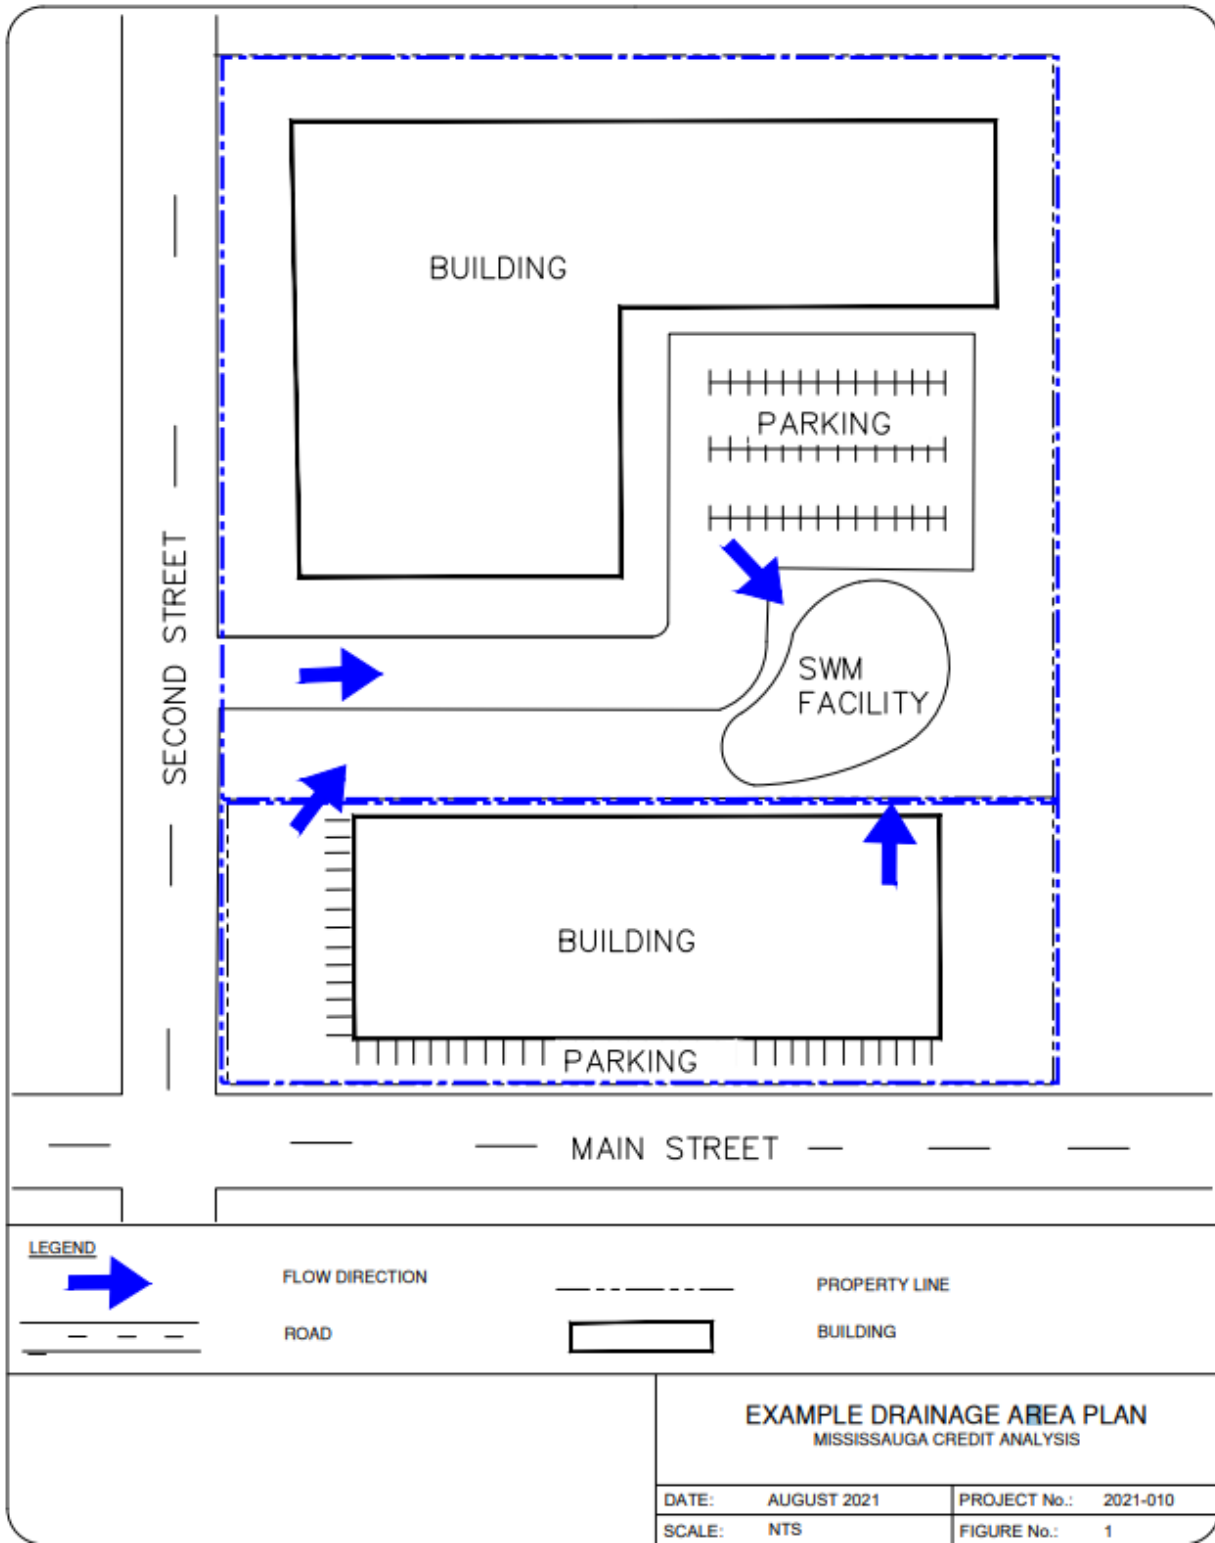 BUILDING
PARKING
SECOND STREET
SWM
FACILITY
BUILDING
PARKING
MAIN STREET
LEGEND
FLOW DIRECTION
PROPERTY LINE
ROAD
BUILDING
EXAMPLE DRAINAGE AREA PLAN
MISSISSAUGA CREDIT ANALYSIS
DATE: AUGUST 2021 PROJECT No.: 2021-010
SCALE: NTS FIGURE No.: 1